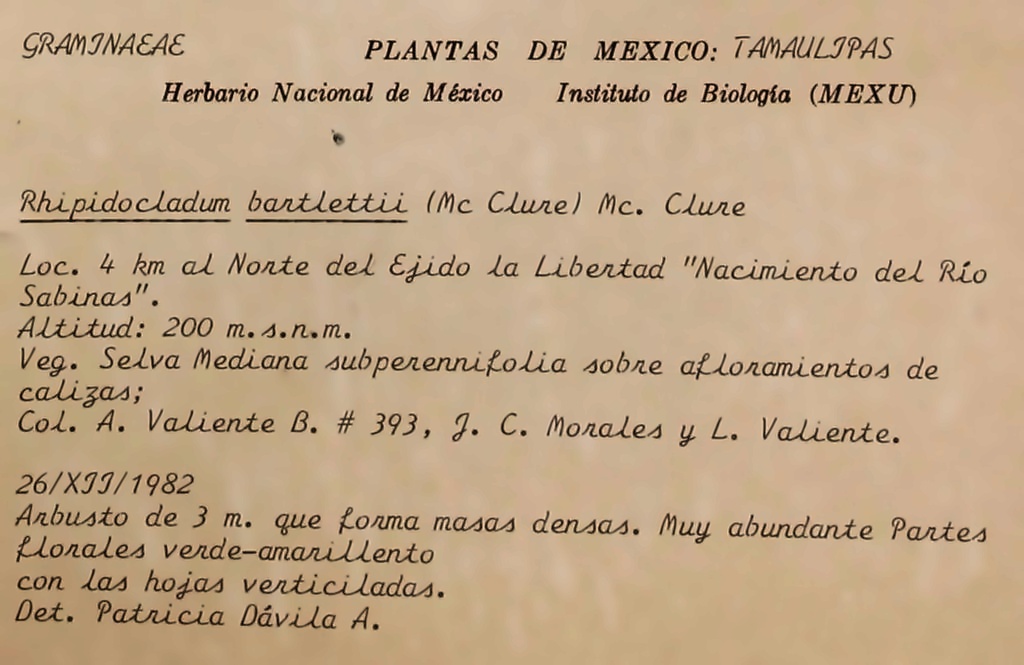 GRAMINAEAE PLANTAS DE MEXICO: TAMAULIPAS
Herbario Nacional de México Instituto de Biología (MEXU)
Rhipidocladum bartlettii (Mc Clure) Mc. Clure
Loc. 4 km al Norte del Ejido la Libertad "Nacimiento del Río
Sabinas".
Altitud: 200 m.s.n.m.
Veg. Selva Mediana subperennifolia sobre afloramientos de
calizas;
Col. A. Valiente B. # 393, J. C. Morales y L. Valiente.
26/XII/1982
Arbusto de 3 m. que forma masas densas. Muy abundante Partes
florales verde-amarillento
con las hojas verticiladas.
Det. Patricia Dávila A.